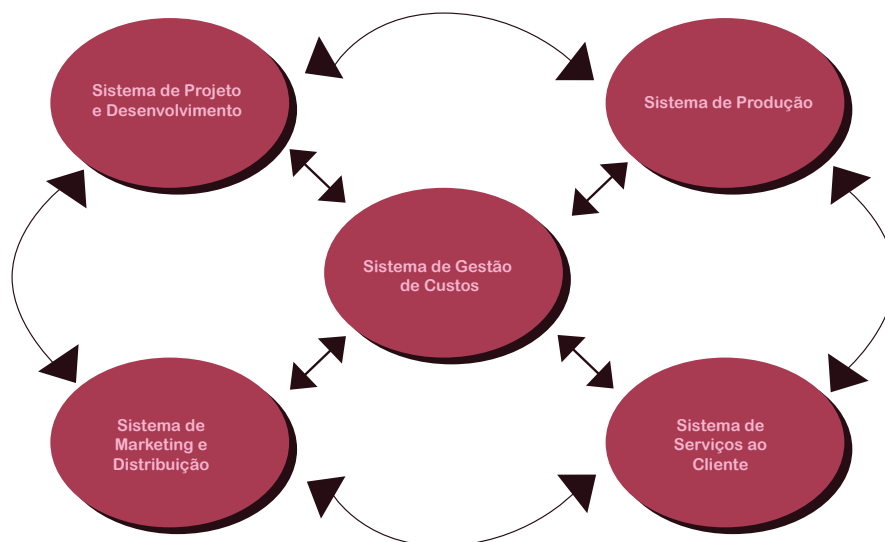 Sistema de Projeto
e Desenvolvimento
Sistema de Produção
Sistema de Gestão
de Custos
Sistema de
Marketing e
Distribuição
Sistema de
Serviços ao
Cliente